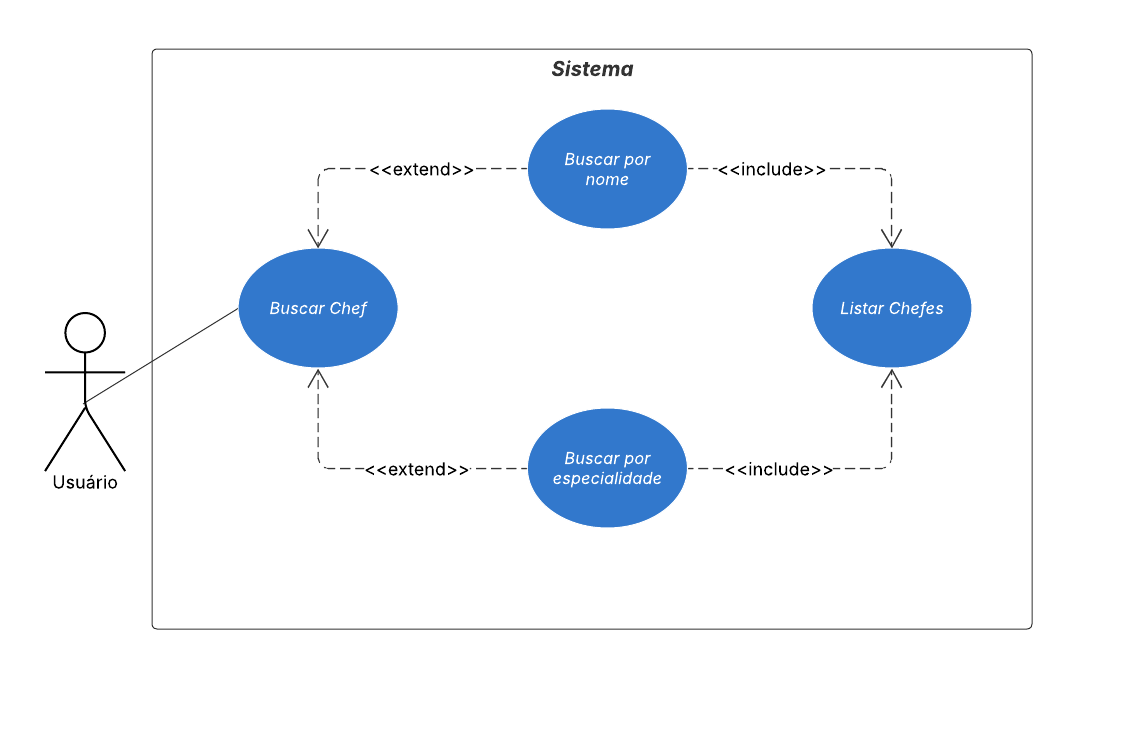 Sistema
Buscar por
nome
<<extend>>
<<include>>
Buscar Chef
Listar Chefes
Usuário
Buscar por
especialidade
<<extend>>
<<include>>